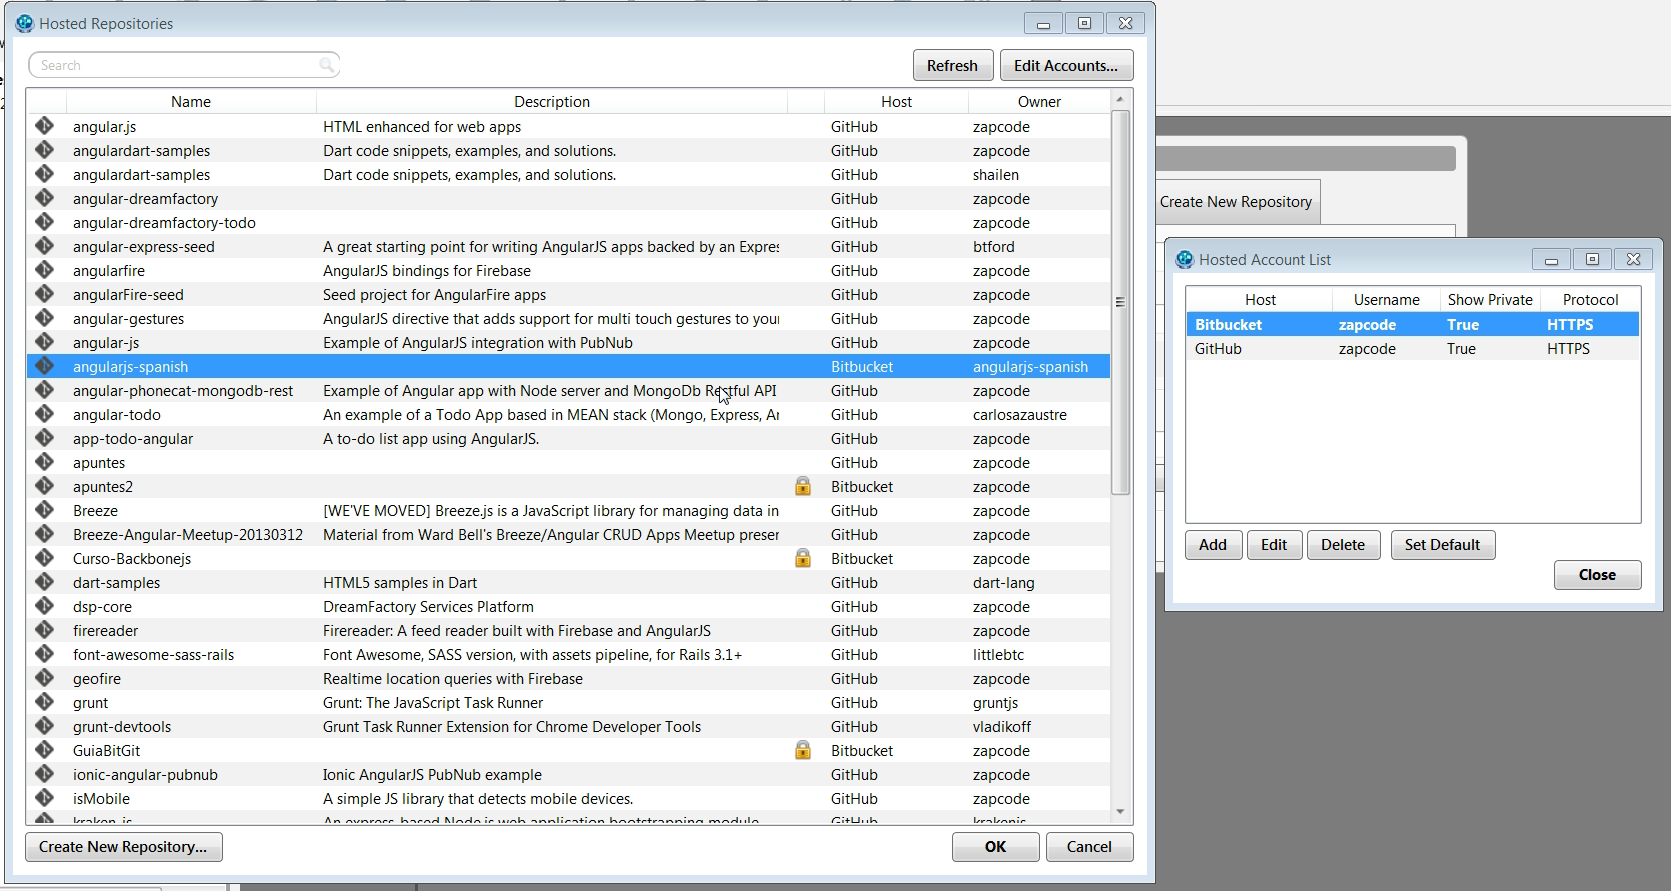 Hosted Repositories
Search
Refresh Edit Accounts...
Name Description Host Owner
angular.js HTML enhanced for web apps GitHub zapcode
angulardart-samples Dart code snippets, examples, and solutions. GitHub zapcode
angulardart-samples Dart code snippets, examples, and solutions. GitHub shailen
angular-dreamfactory GitHub zapcode
angular-dreamfactory-todo GitHub zapcode
angular-express-seed A great starting point for writing AngularJS apps backed by an Expres GitHub btford
angularfire AngularJS bindings for Firebase GitHub zapcode
angularFire-seed Seed project for AngularFire apps GitHub zapcode
angular-gestures AngularJS directive that adds support for multi touch gestures to your GitHub zapcode
angular-js Example of AngularJS integration with PubNub GitHub zapcode
angularjs-spanish Bitbucket angularjs-spanish
angular-phonecat-mongodb-rest Example of Angular app with Node server and MongoDb Restful API GitHub zapcode
angular-todo An example of a Todo App based in MEAN stack (Mongo, Express, Ar GitHub carlosazaustre
app-todo-angular A to-do list app using AngularJS. GitHub zapcode
apuntes GitHub zapcode
apuntes2 Bitbucket zapcode
Breeze [WE'VE MOVED] Breeze.js is a JavaScript library for managing data in GitHub zapcode
Breeze-Angular-Meetup-20130312 Material from Ward Bell's Breeze/Angular CRUD Apps Meetup preser GitHub zapcode
Curso-Backbonejs Bitbucket zapcode
dart-samples HTML5 samples in Dart GitHub dart-lang
dsp-core DreamFactory Services Platform GitHub zapcode
firereader Firereader: A feed reader built with Firebase and AngularJS GitHub zapcode
font-awesome-sass-rails Font Awesome, SASS version, with assets pipeline, for Rails 3.1+ GitHub littlebtc
geofire Realtime location queries with Firebase GitHub zapcode
grunt Grunt: The JavaScript Task Runner GitHub gruntjs
grunt-devtools Grunt Task Runner Extension for Chrome Developer Tools GitHub vladikoff
GuiaBitGit Bitbucket zapcode
ionic-angular-pubnub Ionic AngularJS PubNub example GitHub zapcode
isMobile A simple JS library that detects mobile devices. GitHub zapcode
kraken-js An express-based Node.js web application bootstrapping module GitHub krakenjs
Create New Repository... OK Cancel
Create New Repository
Hosted Account List
Host Username Show Private Protocol
Bitbucket zapcode True HTTPS
GitHub zapcode True HTTPS
Add Edit Delete Set Default
Close